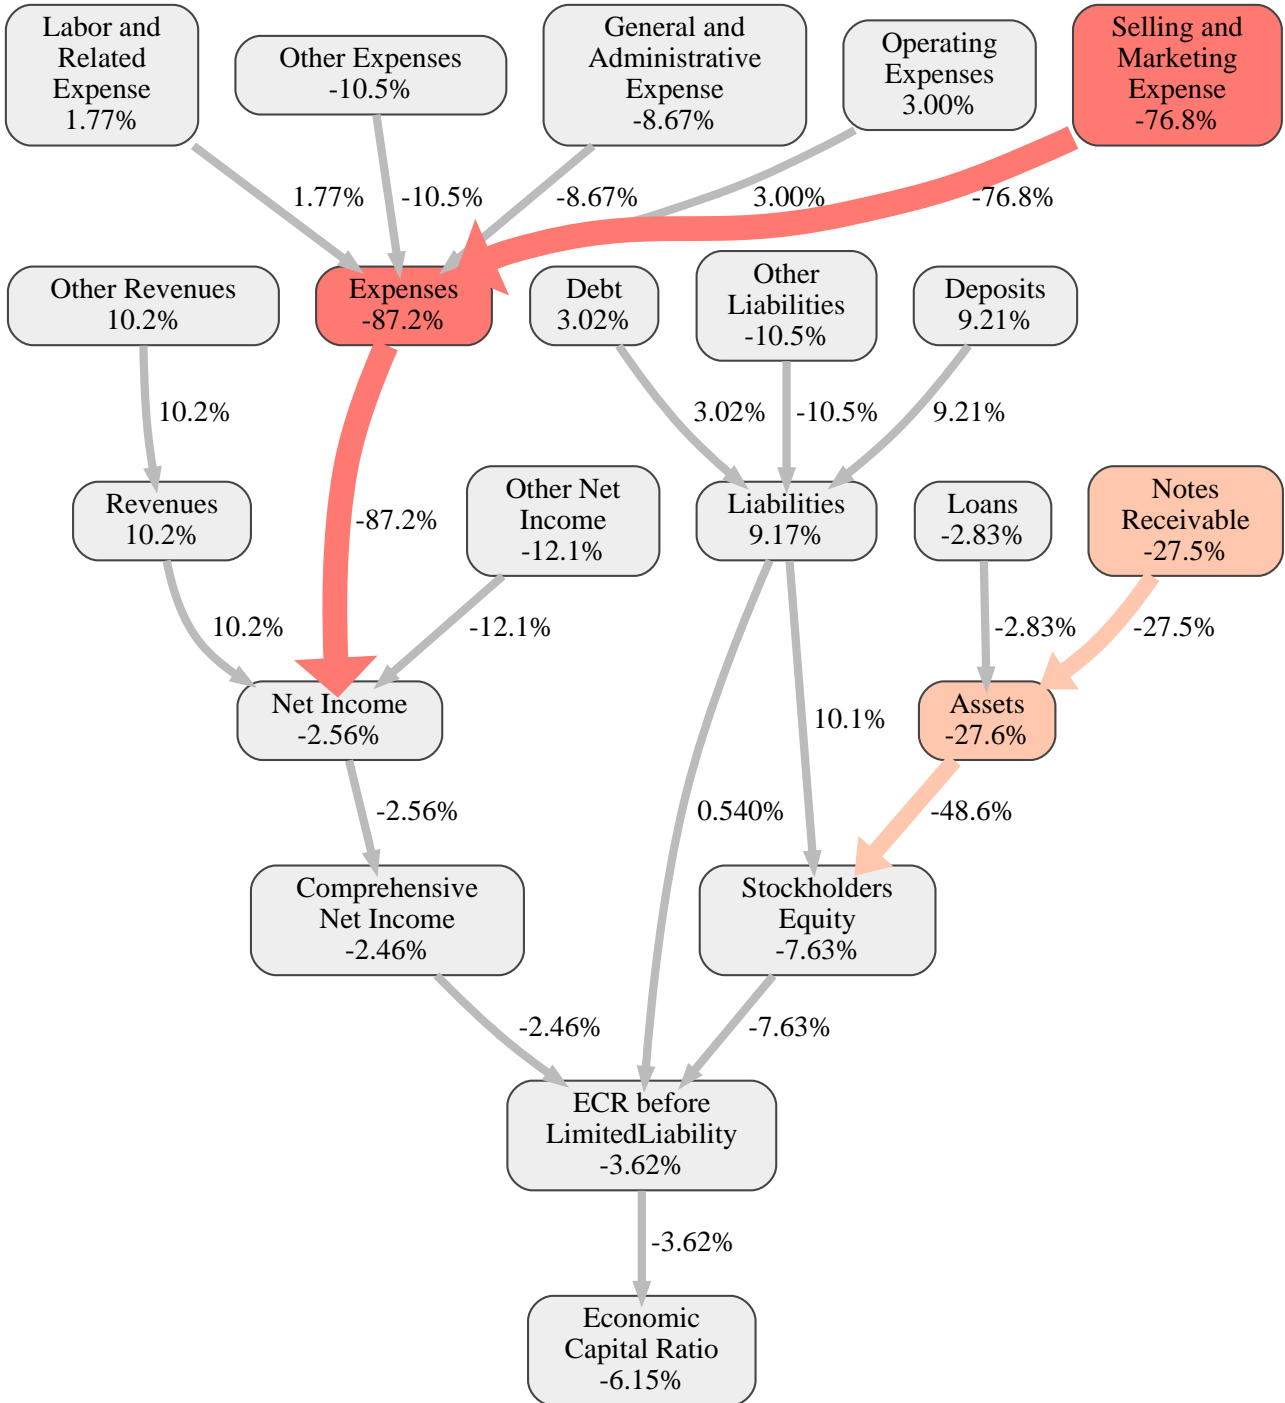 Labor and
Related
Expense
1.77%
Other Expenses
-10.5%
General and
Administrative
Expense
-8.67%
Operating
Expenses
3.00%
Selling and
Marketing
Expense
-76.8%
1.77%
-10.5%
-8.67%
3.00%
-76.8%
Other Revenues
10.2%
Expenses
-87.2%
Debt
3.02%
Other
Liabilities
-10.5%
Deposits
9.21%
10.2%
3.02%
-10.5%
9.21%
Revenues
10.2%
-87.2%
Other Net
Income
-12.1%
Liabilities
9.17%
Loans
-2.83%
Notes
Receivable
-27.5%
10.2%
-12.1%
-2.83%
-27.5%
Net Income
-2.56%
10.1%
Assets
-27.6%
-2.56%
0.540%
-48.6%
Comprehensive
Net Income
-2.46%
Stockholders
Equity
-7.63%
-2.46%
-7.63%
ECR before
LimitedLiability
-3.62%
-3.62%
Economic
Capital Ratio
-6.15%